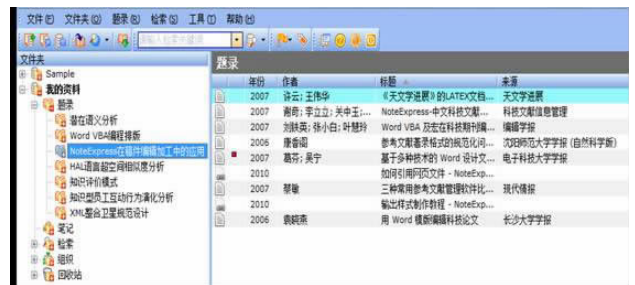 文件(F) 文件夹(O) 题录(R) 检索(S) 工具(T) 帮助(H)
文件夹
题录
Sample
我的资料
题录
潜在语义分析
Word VBA编程排版
NoteExpress在稿件编辑加工中的应用
HAL语言超空间相似度分析
知识评价模式
知识型员工互动行为演化分析
XML整合卫星规范设计
笔记
检索
组织
回收站
年份 作者 标题 来源
2007 许云; 王伟华 《天文学进展》的LATEX文档... 天文学进展
2007 谢奇; 李立立; 关中王;... NoteExpress-中文科技文献... 科技文献信息管理
2007 刘铁英; 张小白; 叶慧玲 Word VBA 及宏在科技期刊编... 编辑学报
2006 康香阁 参考文献著录格式的规范化问... 沈阳师范大学学报 (自然科学版)
2007 葛芬; 吴宁 基于多种技术的 Word 设计文... 电子科技大学学报
2010 如何引用网页文件 - NoteExp...
2007 蔡敏 三种常用参考文献管理软件比... 现代情报
2010 输出样式制作教程 - NoteExp...
2006 袁晓燕 用 Word 模版编辑科技论文 长沙大学学报